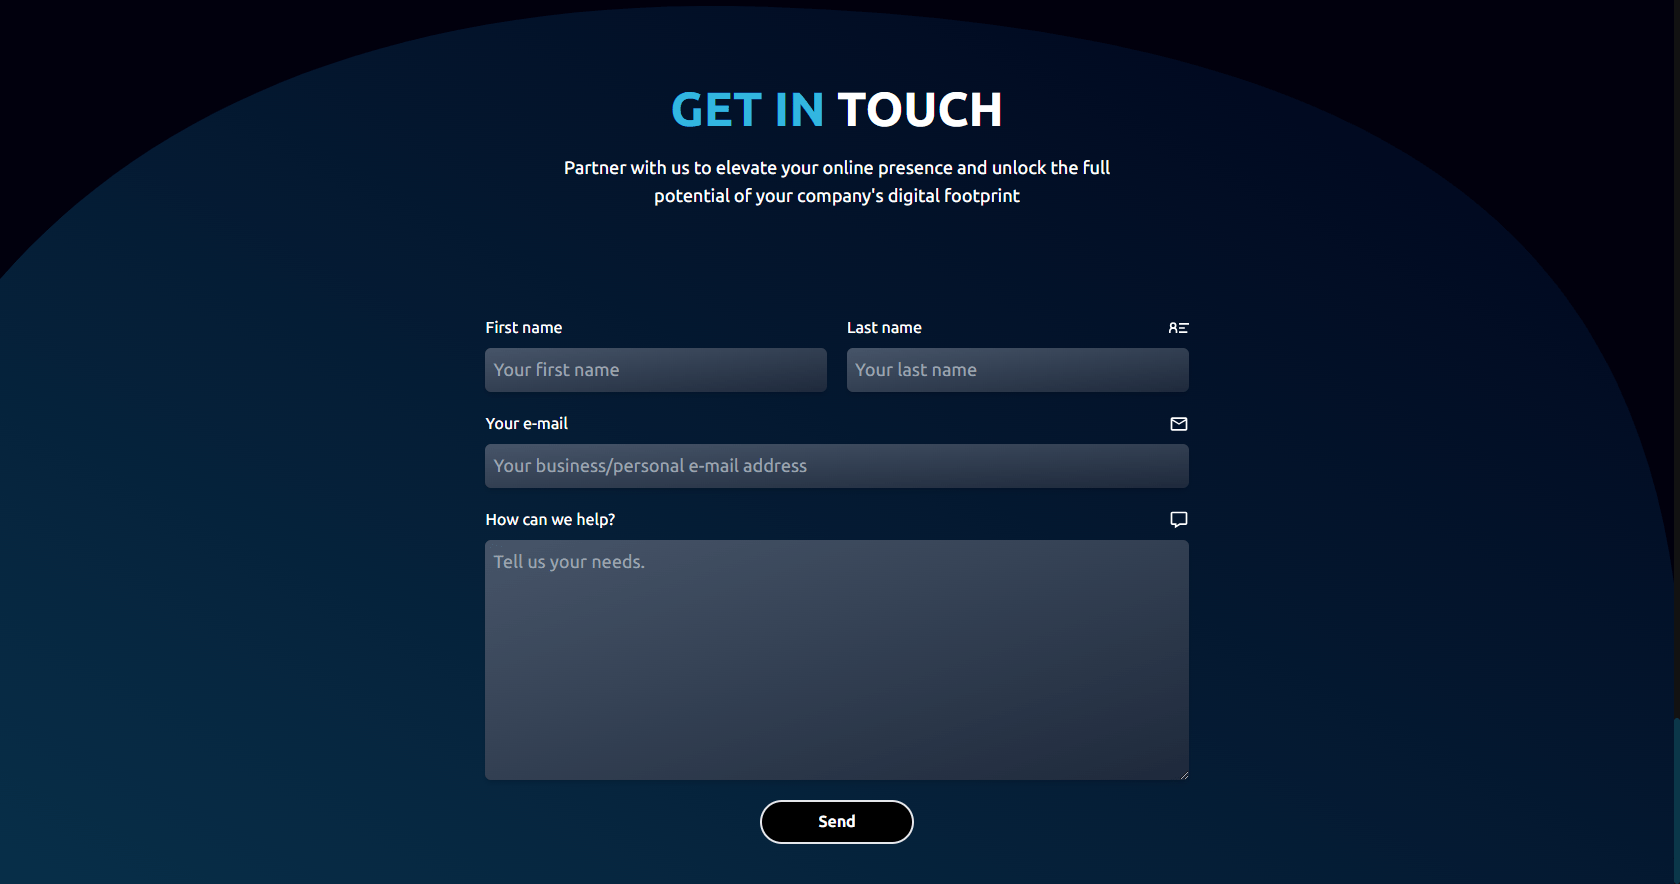 GET IN TOUCH
Partner with us to elevate your online presence and unlock the full
potential of your company's digital footprint
First name
Last name
Your first name
Your last name
Your e-mail
Your business/personal e-mail address
How can we help?
Tell us your needs.
Send